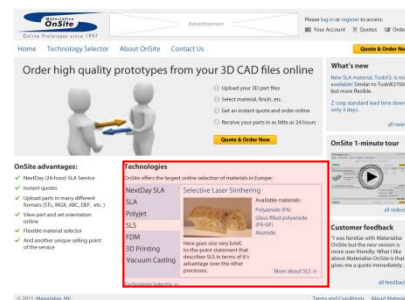 Materialise
OnSite
Online Prototypes since 1997
Advertisement
Please log in or register to access:
Your Account Quotes Orde
Home Technology Selector About OnSite Contact Us
Quote & Order Now
Order high quality prototypes from your 3D CAD files online
Upload your 3D part files
Select material, finish, etc.
Get an instant quote and order online
Receive your parts in as little as 24 hours
Quote & Order Now
What's new
New SLA material, TuskXT, is no
available! Similar to TuskW2700
but more flexible.
Z corp standard lead time down
only 3 days.
all new
OnSite 1-minute tour
all videos
OnSite advantages:
NextDay (24-hour) SLA Service
Instant quotes
Upload parts in many different
formats (STL, MGX, ABC, DEF, etc.)
View part and set orientation
online
Flexible material selector
And another unique selling point
of the service
Technologies
OnSite offers the largest online selection of materials in Europe:
NextDay SLA
SLA
Polyjet
SLS
FDM
3D Printing
Vacuum Casting
Selective Laser Sinthering
Available materials:
Polyamide (PA)
Glass-filled polyamide
(PA-GF)
Alumide
Here goes one very brief,
to-the-point statement that
describes SLS in terms of it's
advantage over the other
processes.
More about SLS »
Technology Selector »
Customer feedback
"I was familiar with Materialise
OnSite but the new version is
more user-friendly. What I like
about Materialise OnSite is that
gives me a quote immediately
all feedbac
© 2011, Materialise, NV
Terms and Conditions About Materia